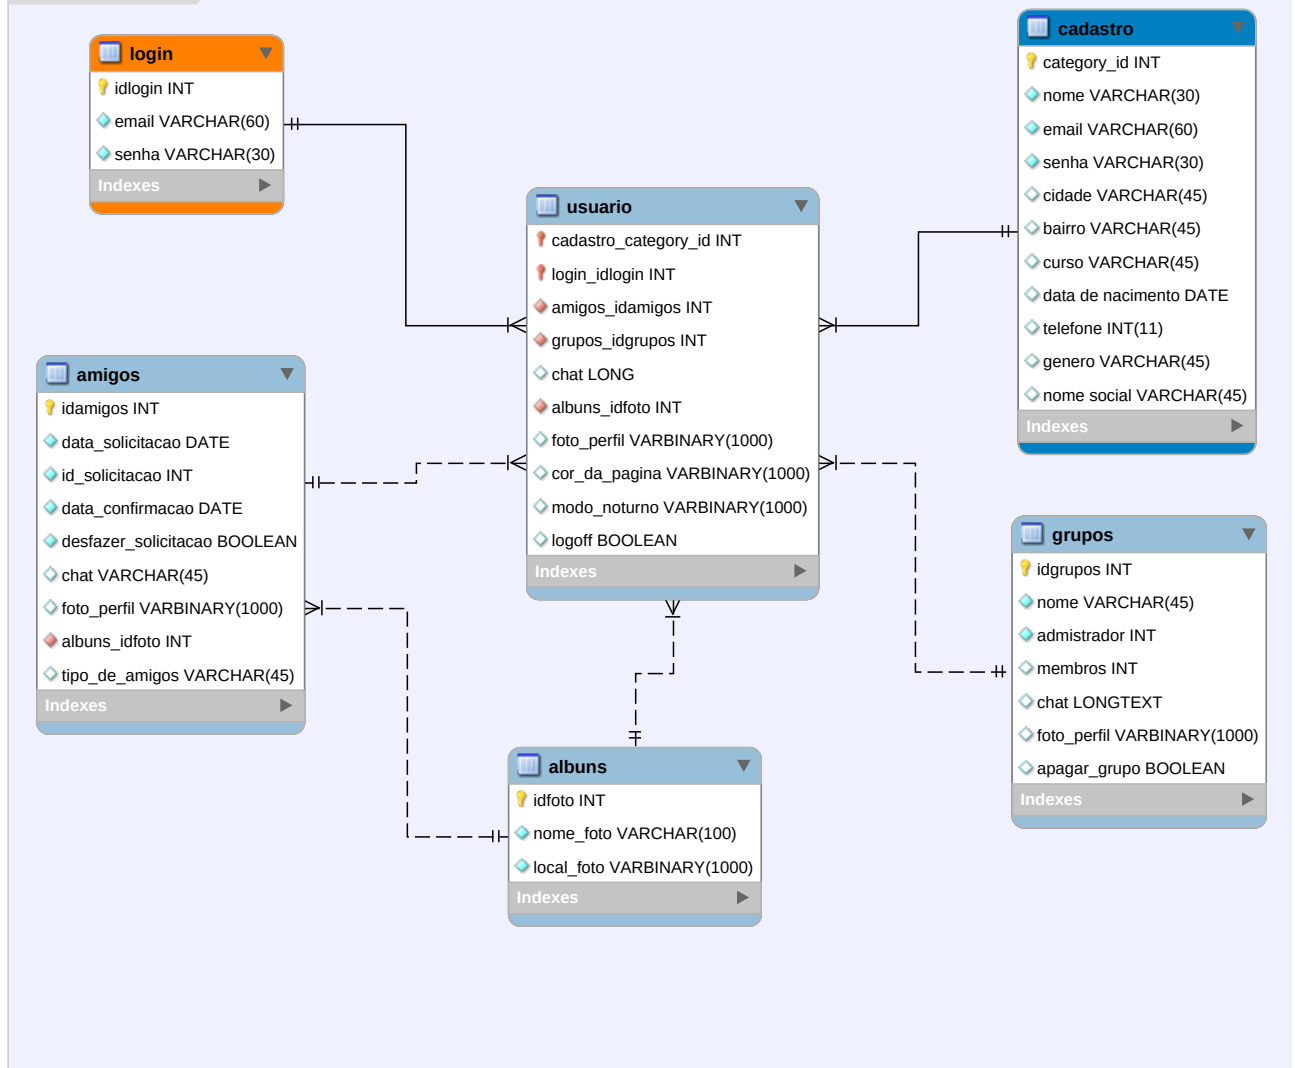 login
idlogin INT
email VARCHAR(60)
senha VARCHAR(30)
Indexes
cadastro
category_id INT
nome VARCHAR(30)
email VARCHAR(60)
senha VARCHAR(30)
cidade VARCHAR(45)
bairro VARCHAR(45)
curso VARCHAR(45)
data de nacimento DATE
telefone INT(11)
genero VARCHAR(45)
nome social VARCHAR(45)
Indexes
usuario
cadastro_category_id INT
login_idlogin INT
amigos_idamigos INT
grupos_idgrupos INT
chat LONG
albuns_idfoto INT
foto_perfil VARBINARY(1000)
cor_da_pagina VARBINARY(1000)
modo_noturno VARBINARY(1000)
logoff BOOLEAN
Indexes
amigos
idamigos INT
data_solicitacao DATE
id_solicitacao INT
data_confirmacao DATE
desfazer_solicitacao BOOLEAN
chat VARCHAR(45)
foto_perfil VARBINARY(1000)
albuns_idfoto INT
tipo_de_amigos VARCHAR(45)
Indexes
grupos
idgrupos INT
nome VARCHAR(45)
admistrador INT
membros INT
chat LONGTEXT
foto_perfil VARBINARY(1000)
apagar_grupo BOOLEAN
Indexes
albuns
idfoto INT
nome_foto VARCHAR(100)
local_foto VARBINARY(1000)
Indexes